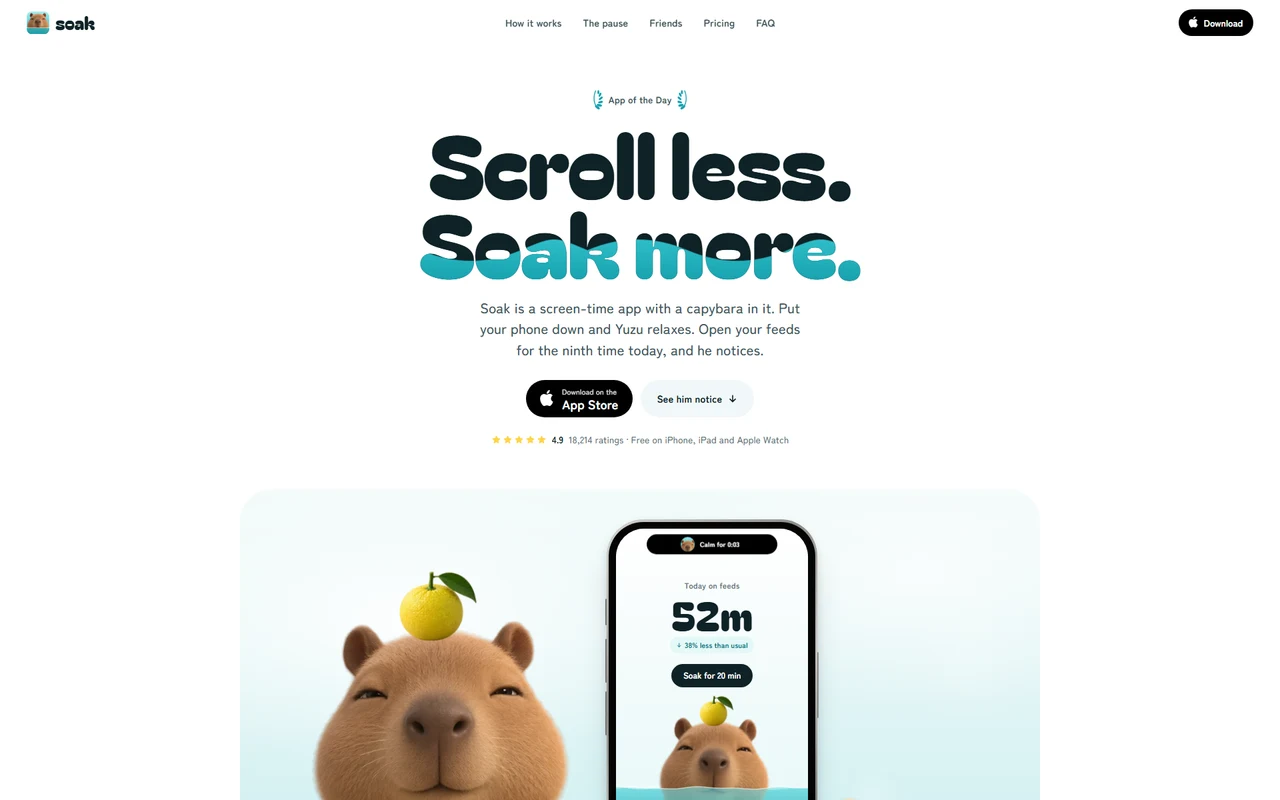 soak
How it works
The pause
Friends
Pricing
FAQ
Download
App of the Day
Scroll less.
Soak more.
Soak is a screen-time app with a capybara in it. Put
your phone down and Yuzu relaxes. Open your feeds
for the ninth time today, and he notices.
Download on the
App Store
See him notice ↓
4.9 18,214 ratings · Free on iPhone, iPad and Apple Watch
Calm for 0:03
Today on feeds
52m
↓ 38% less than usual
Soak for 20 min